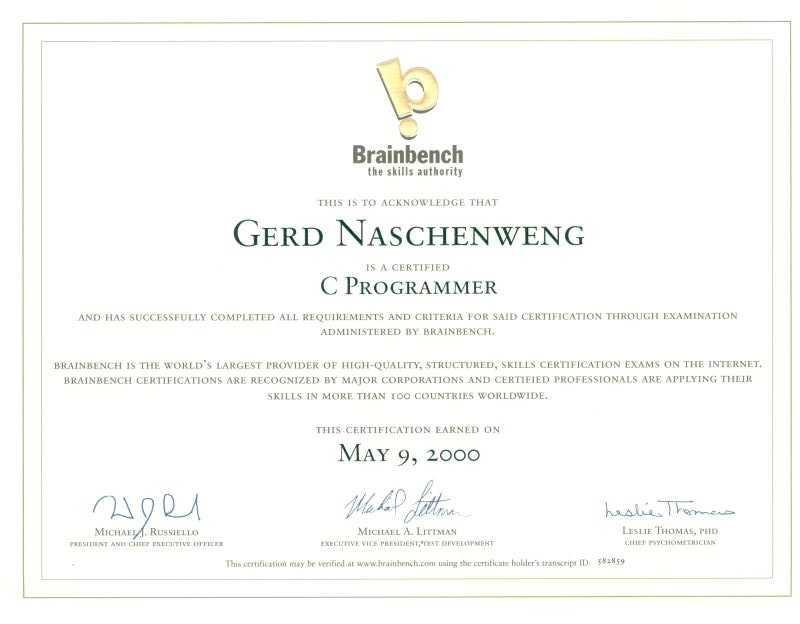 Brainbench
the skills authority
THIS IS TO ACKNOWLEDGE THAT
GERD NASCHENWENG
IS A CERTIFIED
C PROGRAMMER
AND HAS SUCCESSFULLY COMPLETED ALL REQUIREMENTS AND CRITERIA FOR SAID CERTIFICATION THROUGH EXAMINATION
ADMINISTERED BY BRAINBENCH.
BRAINBENCH IS THE WORLD'S LARGEST PROVIDER OF HIGH-QUALITY, STRUCTURED, SKILLS CERTIFICATION EXAMS ON THE INTERNET.
BRAINBENCH CERTIFICATIONS ARE RECOGNIZED BY MAJOR CORPORATIONS AND CERTIFIED PROFESSIONALS ARE APPLYING THEIR
SKILLS IN MORE THAN 100 COUNTRIES WORLDWIDE.
THIS CERTIFICATION EARNED ON
MAY 9, 2000
Michael Littman
Leslie Thomas
MICHAEL J. RUSSIELLO
PRESIDENT AND CHIEF EXECUTIVE OFFICER
MICHAEL A. LITTMAN
EXECUTIVE VICE PRESIDENT, TEST DEVELOPMENT
LESLIE THOMAS, PHD
CHIEF PSYCHOMETRICIAN
This certification may be verified at www.brainbench.com using the certificate holder's transcript ID. 582859